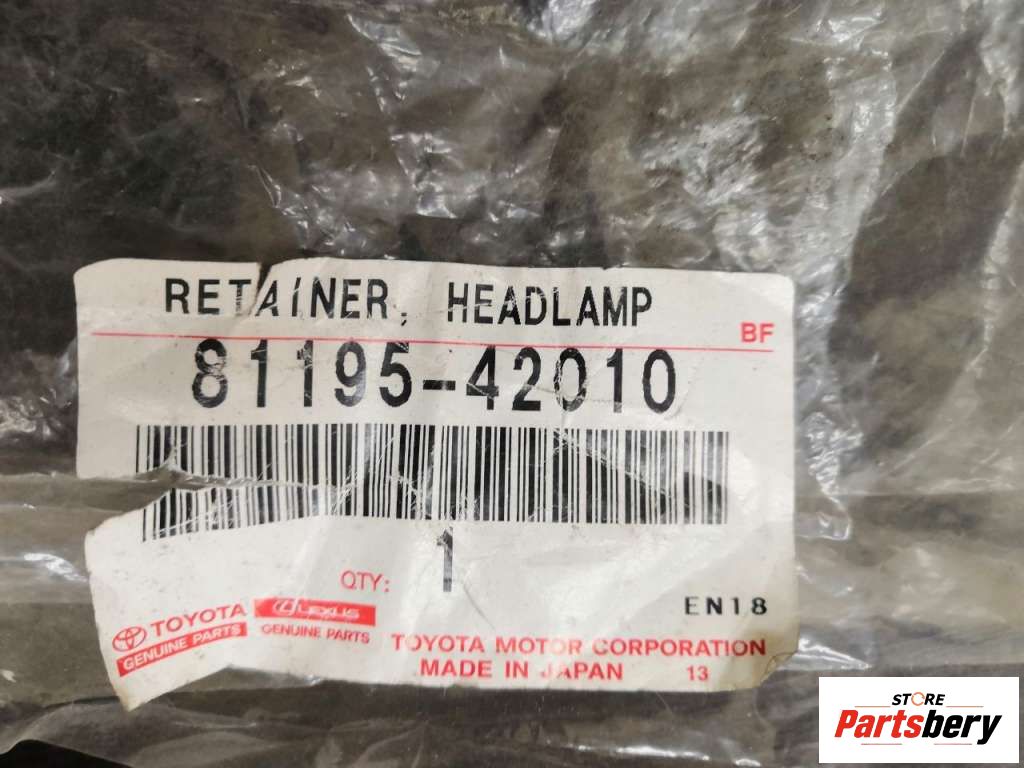 RETAINER, HEADLAMP
BF
81195-42010
1
QTY:
EN18
TOYOTA
GENUINE PARTS
LEXUS
GENUINE PARTS
TOYOTA MOTOR CORPORATION
MADE IN JAPAN 13
STORE
Partsbery